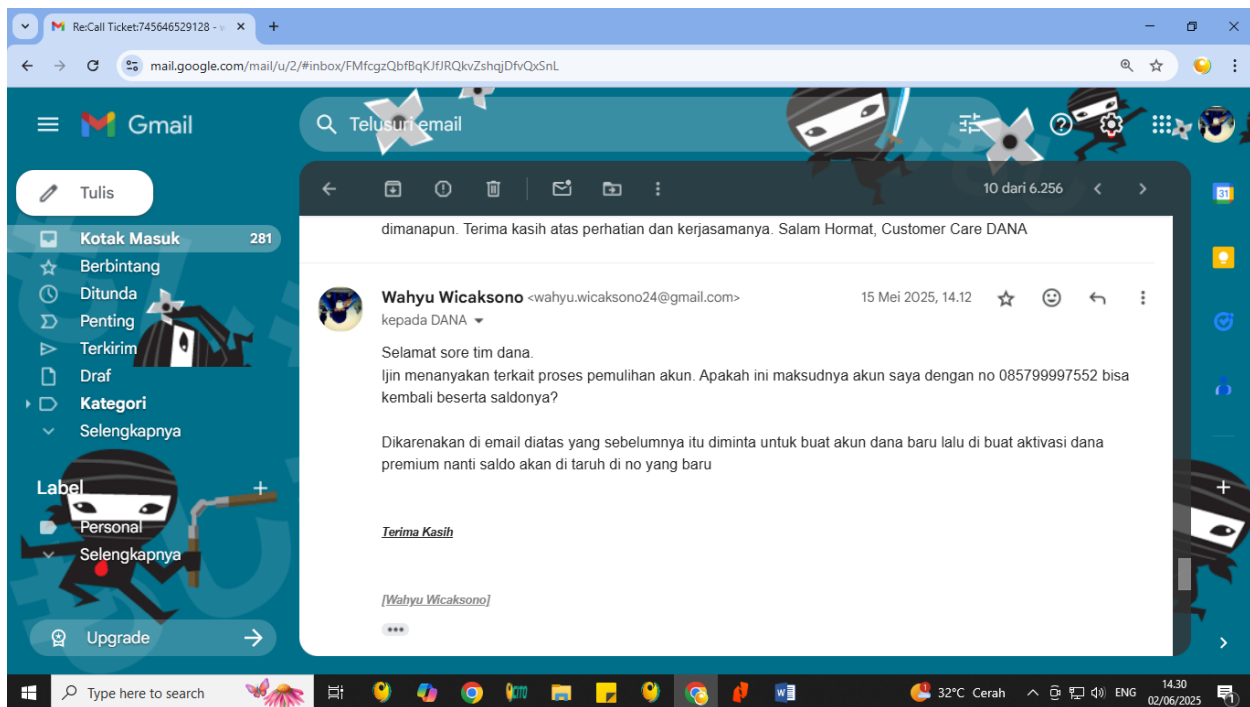 Re:Call Ticket:745646529128 - v
mail.google.com/mail/u/2/#inbox/FMfcgzQbfBqKJfJRQkvZshqjDfvQxSnL
Gmail
Telusuri email
Tulis
10 dari 6.256
31
Kotak Masuk 281
Berbintang
Ditunda
Penting
Terkirim
Draf
Kategori
Selengkapnya
Label
Personal
Selengkapnya
Upgrade
dimanapun. Terima kasih atas perhatian dan kerjasamanya. Salam Hormat, Customer Care DANA
Wahyu Wicaksono <wahyu.wicaksono24@gmail.com> 15 Mei 2025, 14.12
kepada DANA
Selamat sore tim dana.
Ijin menanyakan terkait proses pemulihan akun. Apakah ini maksudnya akun saya dengan no 085799997552 bisa
kembali beserta saldonya?
Dikarenakan di email diatas yang sebelumnya itu diminta untuk buat akun dana baru lalu di buat aktivasi dana
premium nanti saldo akan di taruh di no yang baru
Terima Kasih
[Wahyu Wicaksono]
Type here to search
32°C Cerah
ENG
14.30
02/06/2025